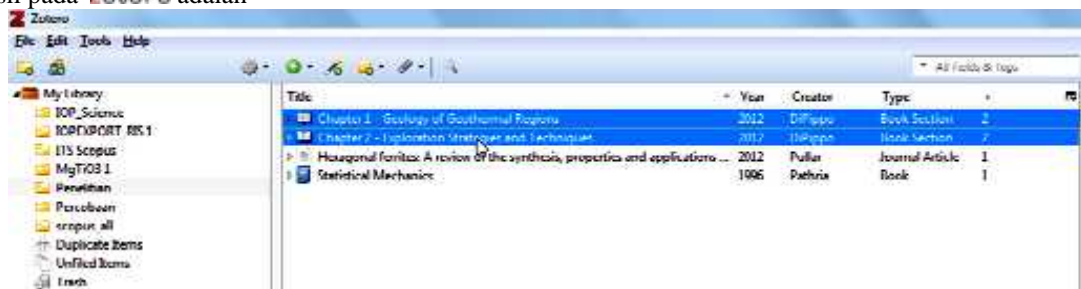 pada zotero adalah
Zotero
File Edit Tools Help
All Fields & Tags
My Library
IOP_Science
IOPEXPORT_RIS 1
ITS Scopus
MgTiO3 1
Penelitian
Percobaan
scopus all
Duplicate Items
Unfiled Items
Trash
Title Year Creator Type
Chapter 1 - Geology of Geothermal Regions 2012 DiPippo Book Section 2
Chapter 2 - Exploration Strategies and Techniques 2012 DiPippo Book Section 2
Hexagonal ferrites: A review of the synthesis, properties and applications ... 2012 Pullar Journal Article 1
Statistical Mechanics 1996 Pathria Book 1